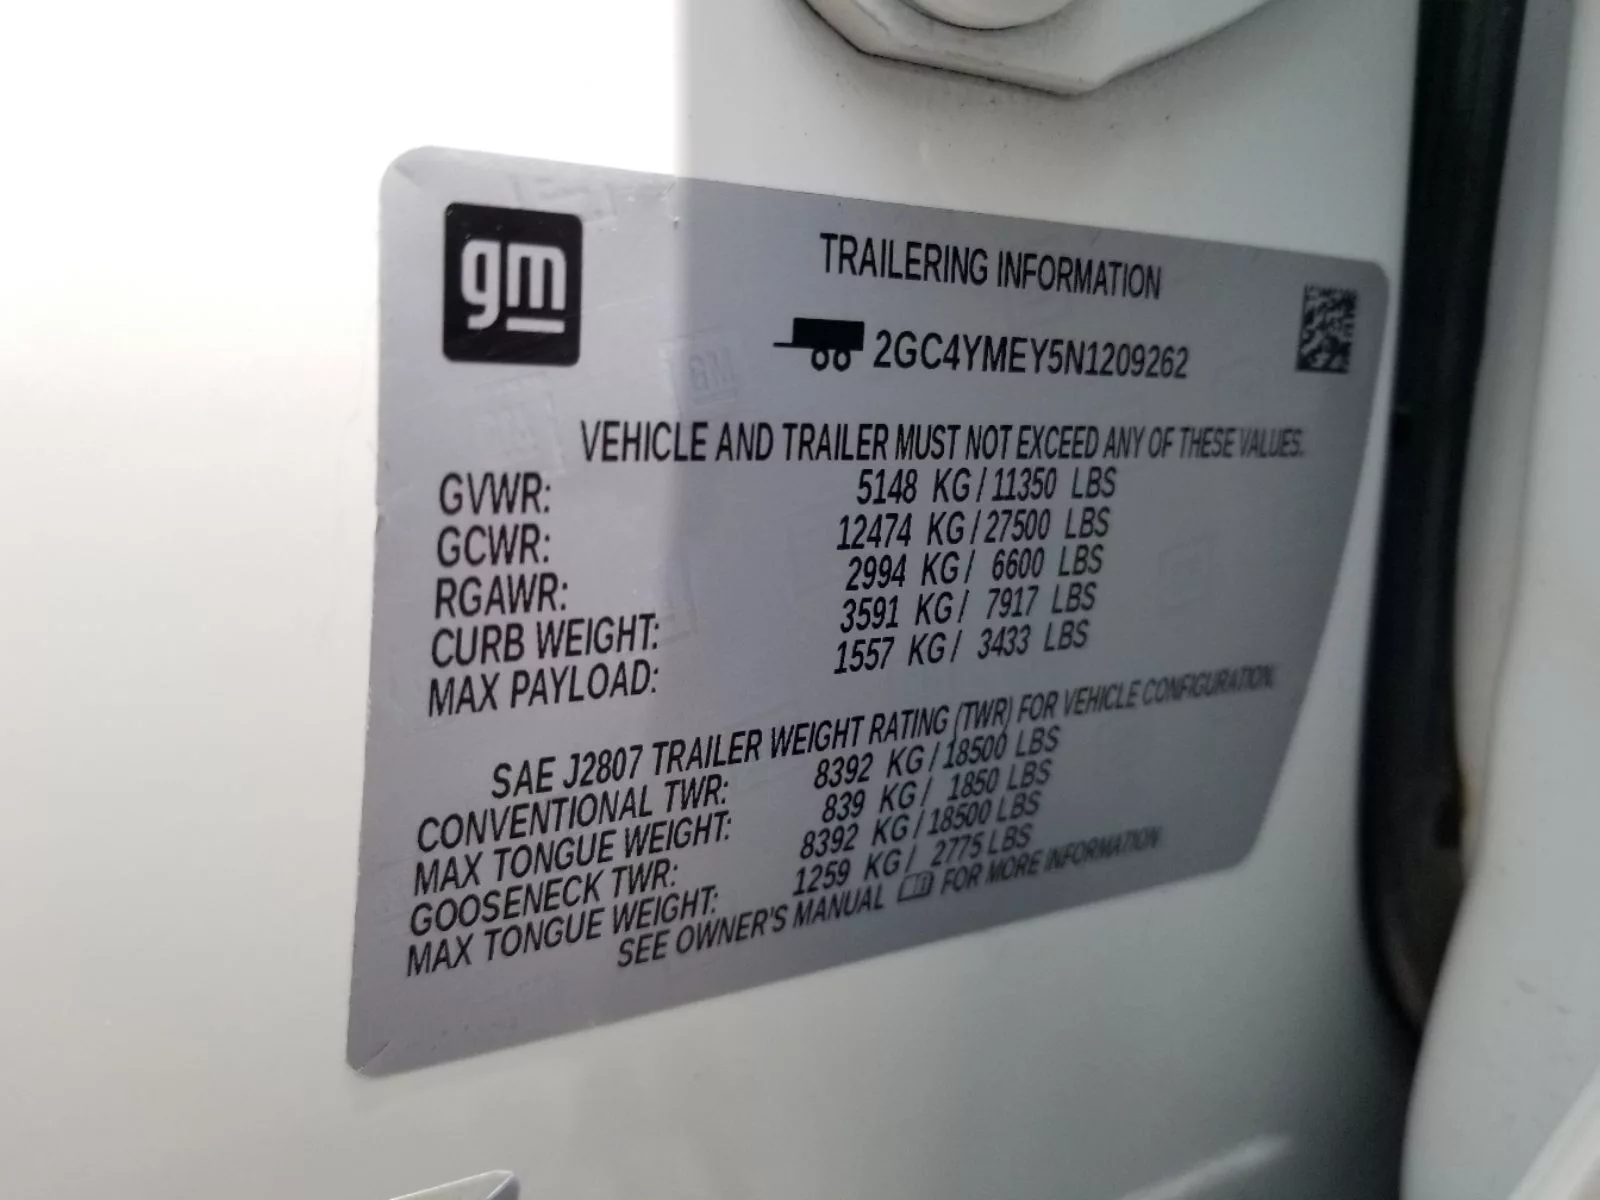 gm
TRAILERING INFORMATION
2GC4YMEY5N1209262
VEHICLE AND TRAILER MUST NOT EXCEED ANY OF THESE VALUES.
GVWR: 5148 KG / 11350 LBS
GCWR: 12474 KG / 27500 LBS
RGAWR: 2994 KG / 6600 LBS
CURB WEIGHT: 3591 KG / 7917 LBS
MAX PAYLOAD: 1557 KG / 3433 LBS
SAE J2807 TRAILER WEIGHT RATING (TWR) FOR VEHICLE CONFIGURATION.
CONVENTIONAL TWR: 8392 KG / 18500 LBS
MAX TONGUE WEIGHT: 839 KG / 1850 LBS
GOOSENECK TWR: 8392 KG / 18500 LBS
MAX TONGUE WEIGHT: 1259 KG / 2775 LBS
SEE OWNER'S MANUAL FOR MORE INFORMATION